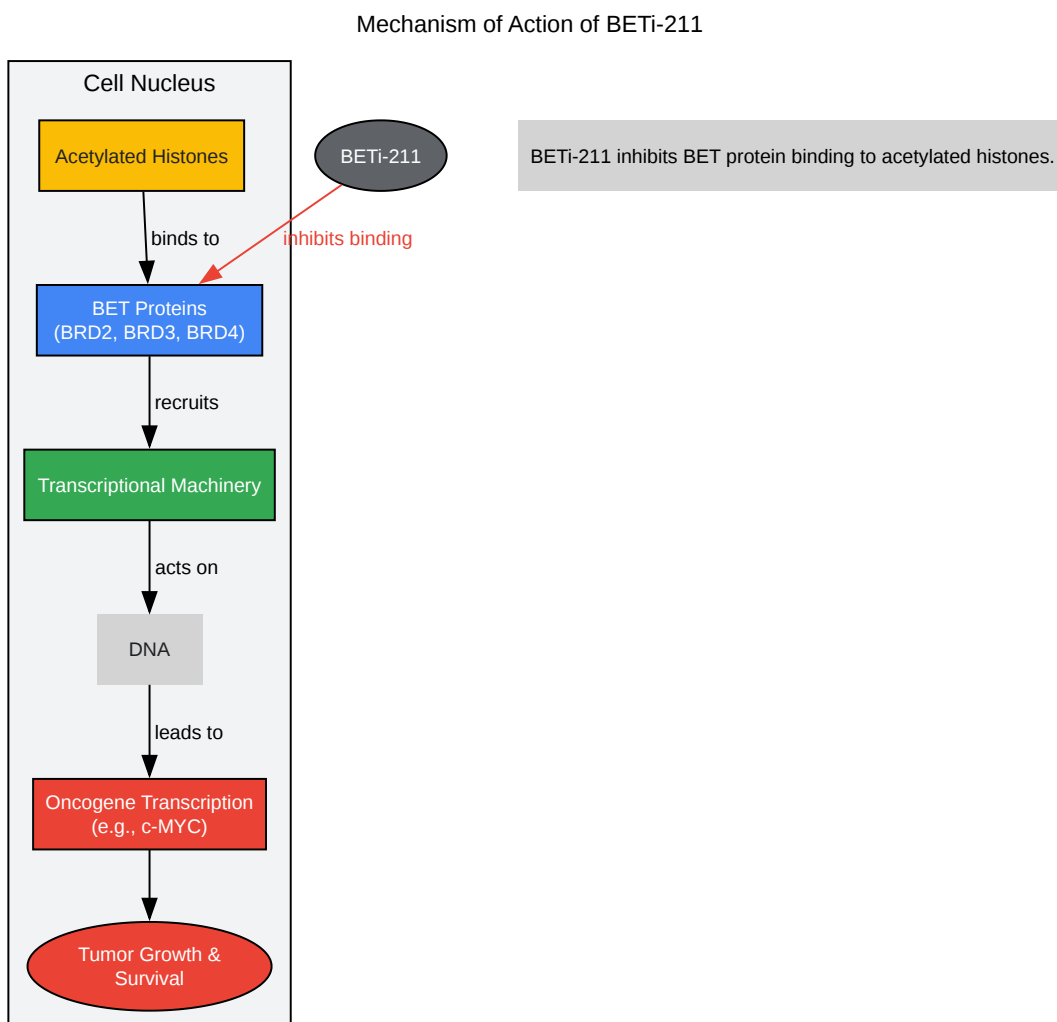 Mechanism of Action of BETi-211
Cell Nucleus
Acetylated Histones
BETi-211
BETi-211 inhibits BET protein binding to acetylated histones.
binds to
inhibits binding
BET Proteins
(BRD2, BRD3, BRD4)
recruits
Transcriptional Machinery
acts on
DNA
leads to
Oncogene Transcription
(e.g., c-MYC)
Tumor Growth &
Survival